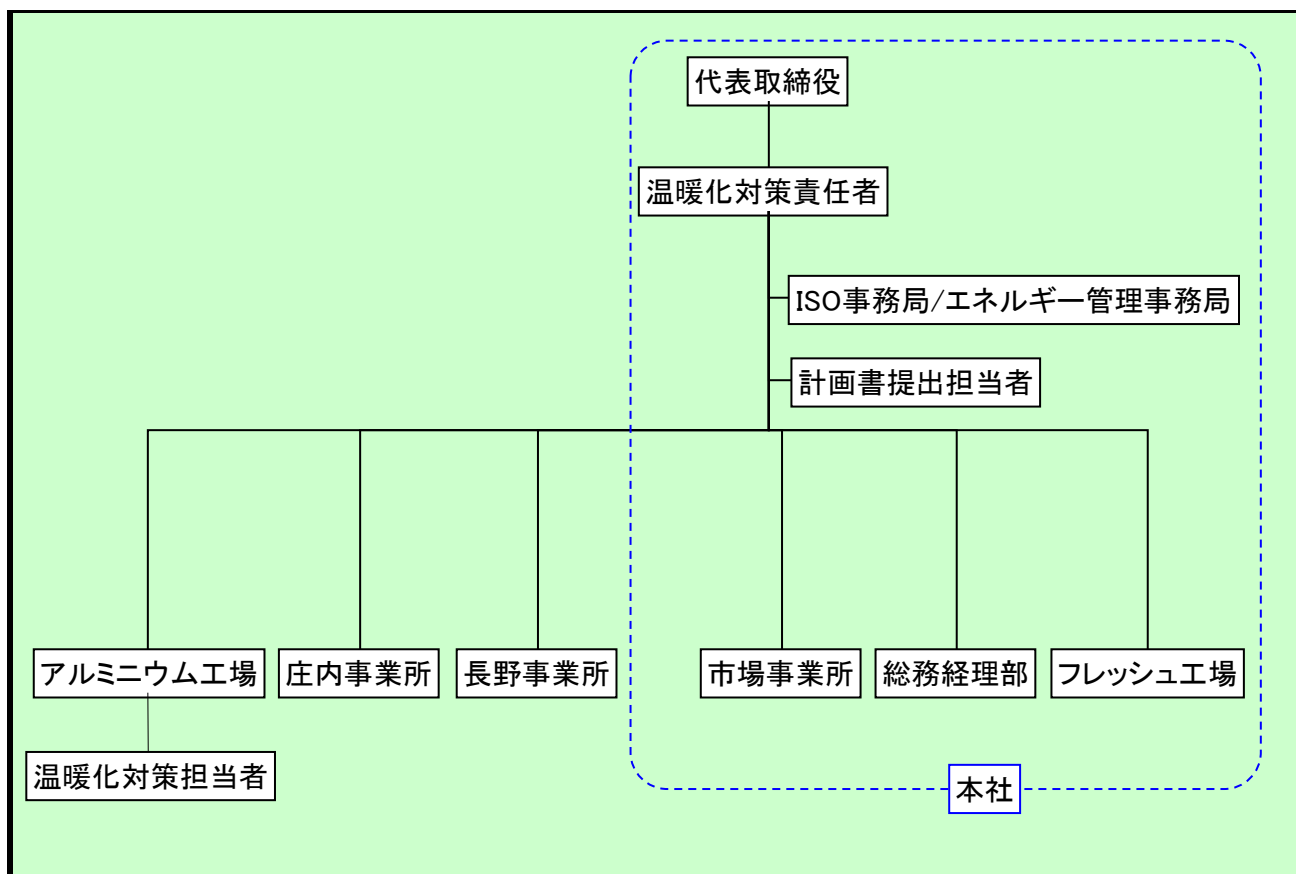 代表取締役
温暖化対策責任者
ISO事務局/エネルギー管理事務局
計画書提出担当者
アルミニウム工場
庄内事業所
長野事業所
市場事業所
総務経理部
フレッシュ工場
温暖化対策担当者
本社